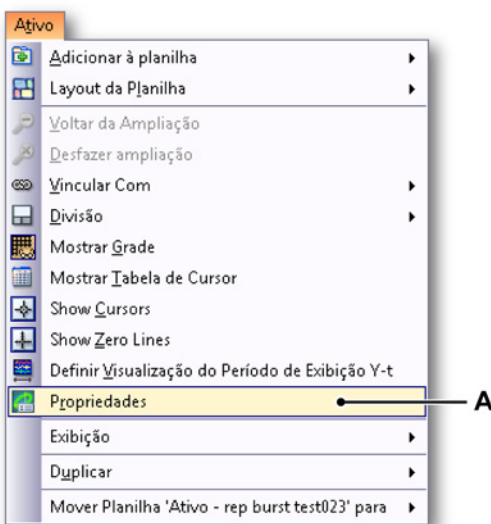 Ativo
Adicionar à planilha
Layout da Planilha
Voltar da Ampliação
Desfazer ampliação
Vincular Com
Divisão
Mostrar Grade
Mostrar Tabela de Cursor
Show Cursors
Show Zero Lines
Definir Visualização do Período de Exibição Y-t
Propriedades
A
Exibição
Duplicar
Mover Planilha 'Ativo - rep burst test023' para